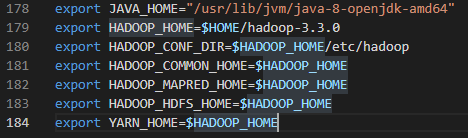 178 export JAVA_HOME="/usr/lib/jvm/java-8-openjdk-amd64"
179 export HADOOP_HOME=$HOME/hadoop-3.3.0
180 export HADOOP_CONF_DIR=$HADOOP_HOME/etc/hadoop
181 export HADOOP_COMMON_HOME=$HADOOP_HOME
182 export HADOOP_MAPRED_HOME=$HADOOP_HOME
183 export HADOOP_HDFS_HOME=$HADOOP_HOME
184 export YARN_HOME=$HADOOP_HOME